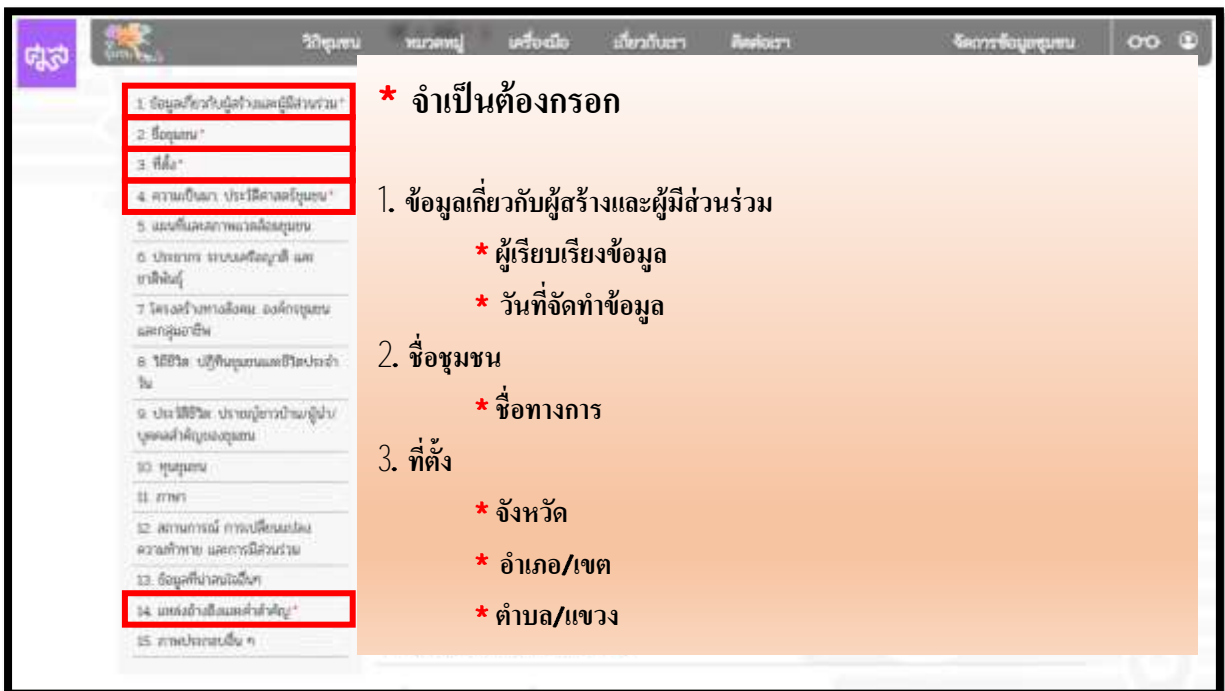 ศมส
วิกิชุมชน หมวดหมู่ เครื่องมือ เกี่ยวกับเรา ติดต่อเรา จัดการข้อมูลชุมชน
1. ข้อมูลเกี่ยวกับผู้สร้างและผู้มีส่วนร่วม*
2. ชื่อชุมชน*
3. ที่ตั้ง*
4. ความเป็นมา ประวัติศาสตร์ชุมชน*
5. แผนที่และสภาพแวดล้อมชุมชน
6. ประชากร ระบบเครือญาติ และ
ชาติพันธุ์
7. โครงสร้างทางสังคม องค์กรชุมชน
และกลุ่มอาชีพ
8. วิถีชีวิต ปฏิทินชุมชนและชีวิตประจำ
วัน
9. ประวัติชีวิต ปราชญ์ชาวบ้าน/ผู้นำ/
บุคคลสำคัญของชุมชน
10. ทุนชุมชน
11. ภาษา
12. สถานการณ์ การเปลี่ยนแปลง
ความท้าทาย และการมีส่วนร่วม
13. ข้อมูลที่น่าสนใจอื่นๆ
14. แหล่งอ้างอิงและคำสำคัญ*
15. ภาพประกอบอื่น ๆ
* จำเป็นต้องกรอก
1. ข้อมูลเกี่ยวกับผู้สร้างและผู้มีส่วนร่วม
* ผู้เรียบเรียงข้อมูล
* วันที่จัดทำข้อมูล
2. ชื่อชุมชน
* ชื่อทางการ
3. ที่ตั้ง
* จังหวัด
* อำเภอ/เขต
* ตำบล/แขวง